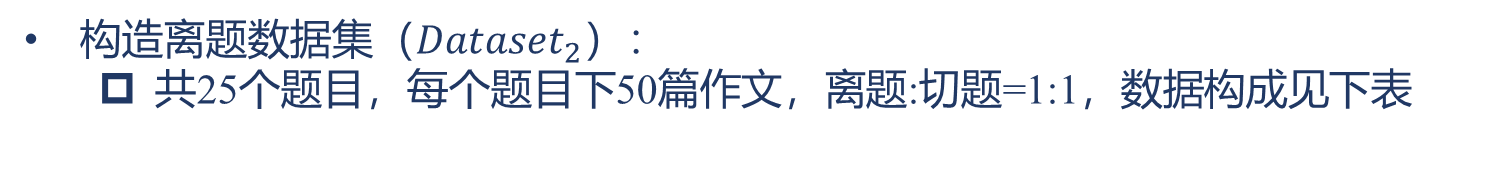 • 构造离题数据集（Dataset₂）：
❑ 共25个题目，每个题目下50篇作文，离题:切题=1:1，数据构成见下表